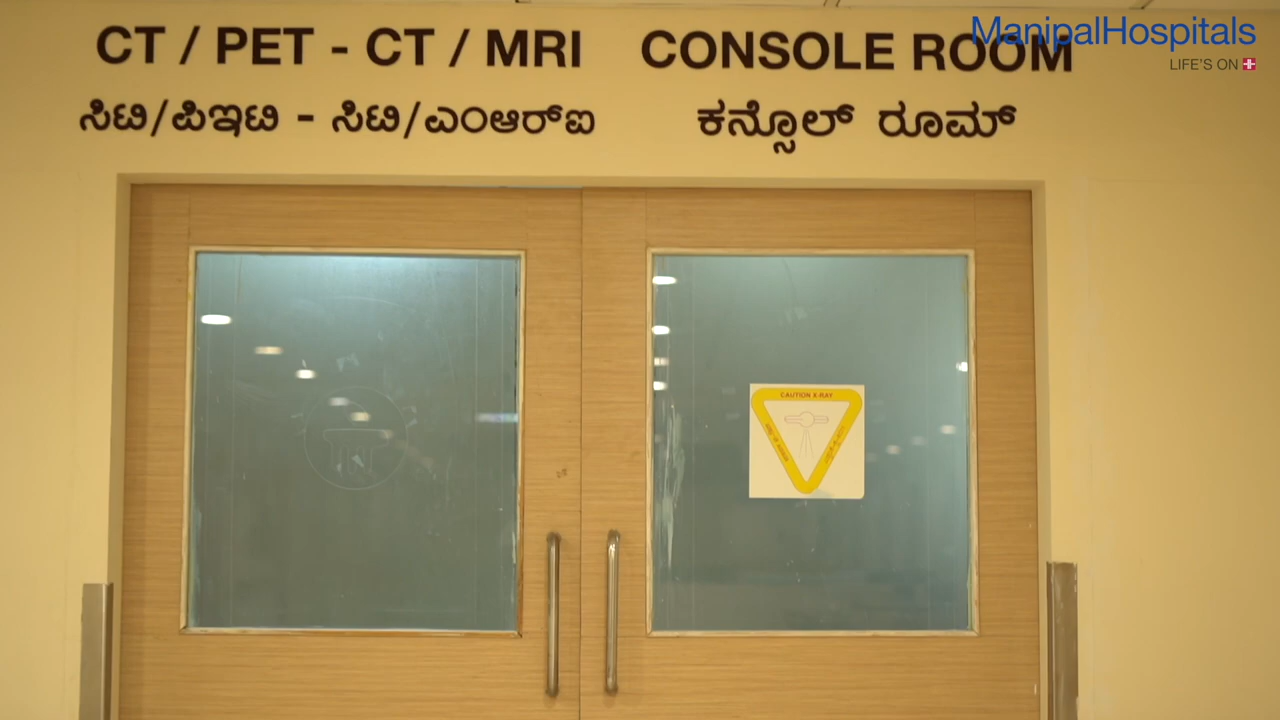 CT / PET - CT / MRI CONSOLE ROOM
ಸಿಟಿ/ಪಿಇಟಿ - ಸಿಟಿ/ಎಂಆರ್‌ಐ ಕನ್ಸೊಲ್ ರೂಮ್
ManipalHospitals
LIFE'S ON
CAUTION X-RAY